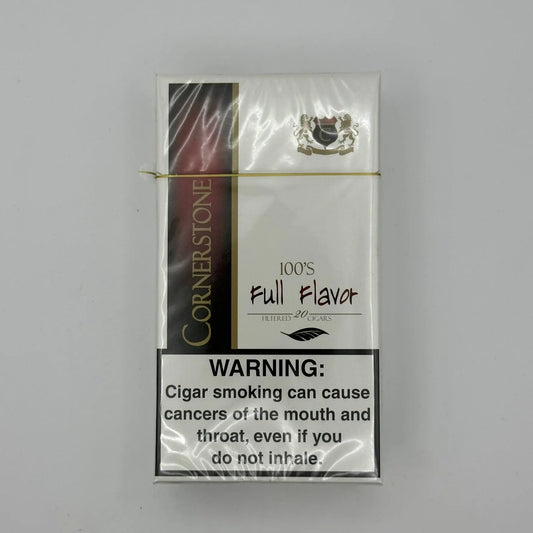 CORNERSTONE
100'S
Full Flavor
FILTERED 20 CIGARS
WARNING:
Cigar smoking can cause
cancers of the mouth and
throat, even if you
do not inhale.